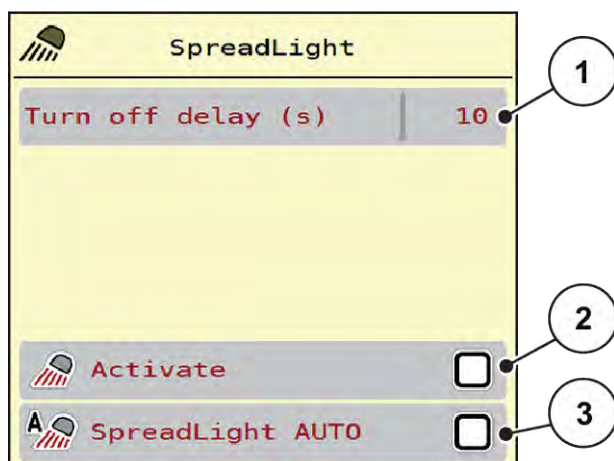 SpreadLight
Turn off delay (s) 10
1
Activate
2
A
SpreadLight AUTO
3